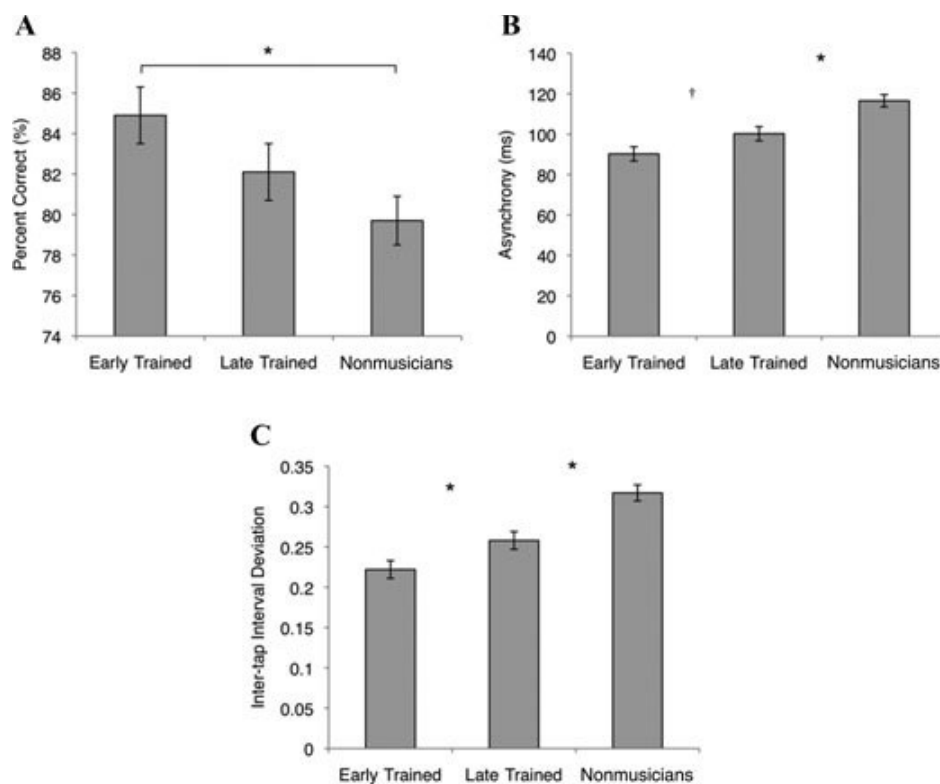 A
*
88
86
84
82
80
78
76
74
Percent Correct (%)
Early Trained
Late Trained
Nonmusicians
B
*
†
140
120
100
80
60
40
20
0
Asynchrony (ms)
Early Trained
Late Trained
Nonmusicians
C
*
*
0.35
0.3
0.25
0.2
0.15
0.1
0.05
0
Inter-tap Interval Deviation
Early Trained
Late Trained
Nonmusicians